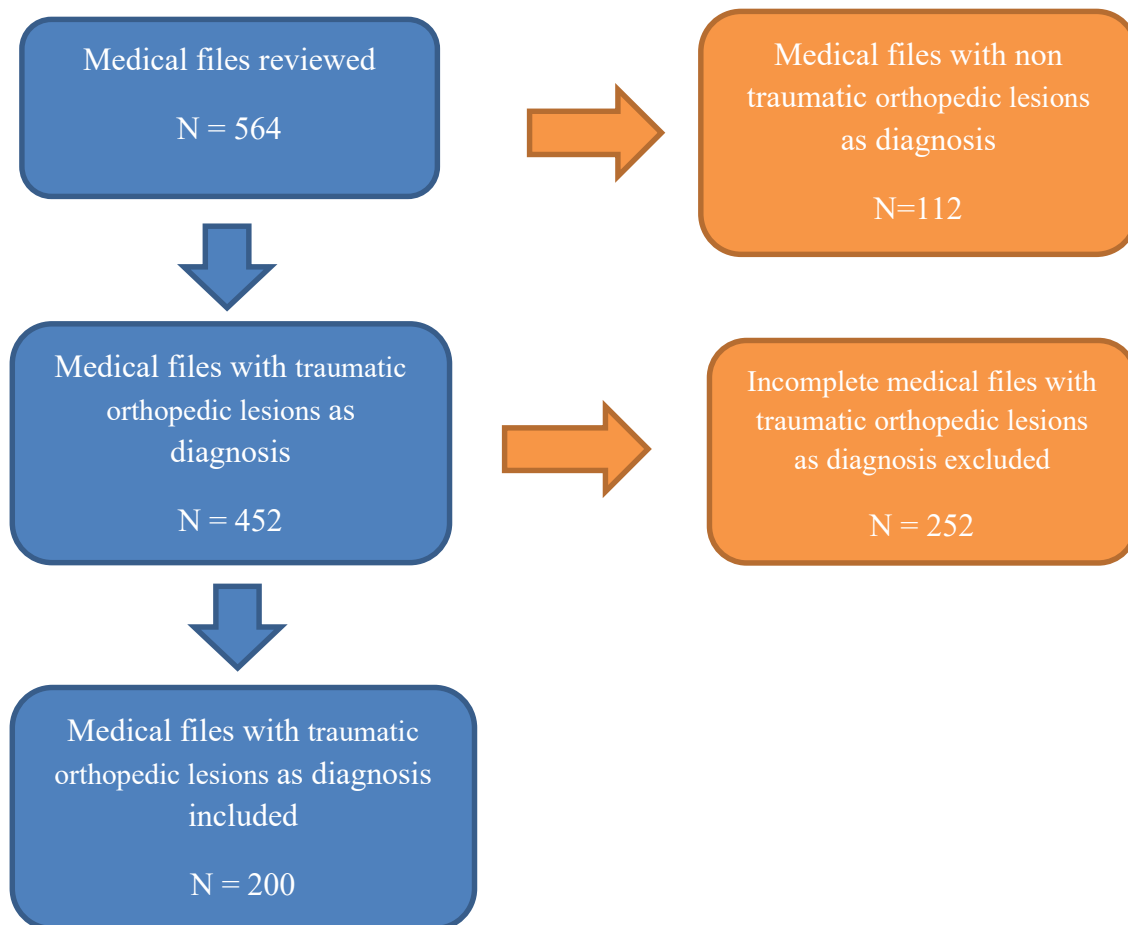 Medical files reviewed
N = 564
Medical files with non
traumatic orthopedic lesions
as diagnosis
N=112
Medical files with traumatic
orthopedic lesions as
diagnosis
N = 452
Incomplete medical files with
traumatic orthopedic lesions
as diagnosis excluded
N = 252
Medical files with traumatic
orthopedic lesions as diagnosis
included
N = 200